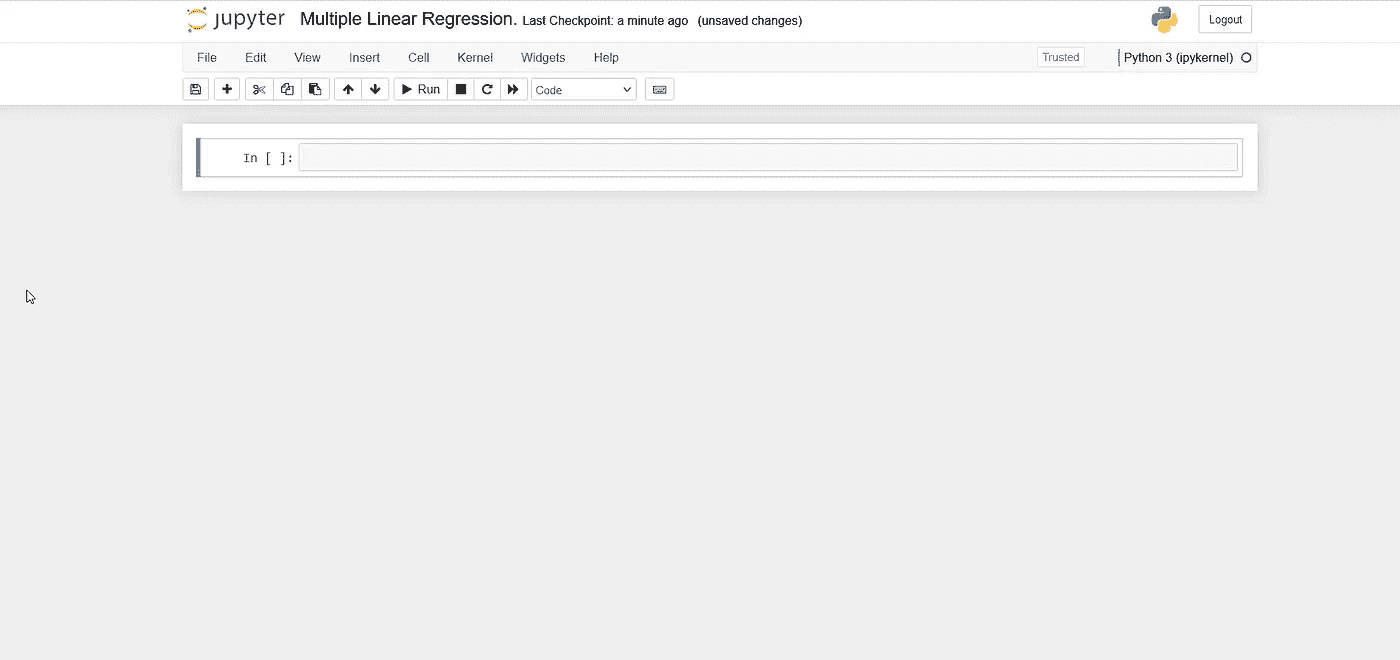 jupyter Multiple Linear Regression. Last Checkpoint: a minute ago (unsaved changes) Logout
File Edit View Insert Cell Kernel Widgets Help Trusted Python 3 (ipykernel)
Run Code
In [ ]: